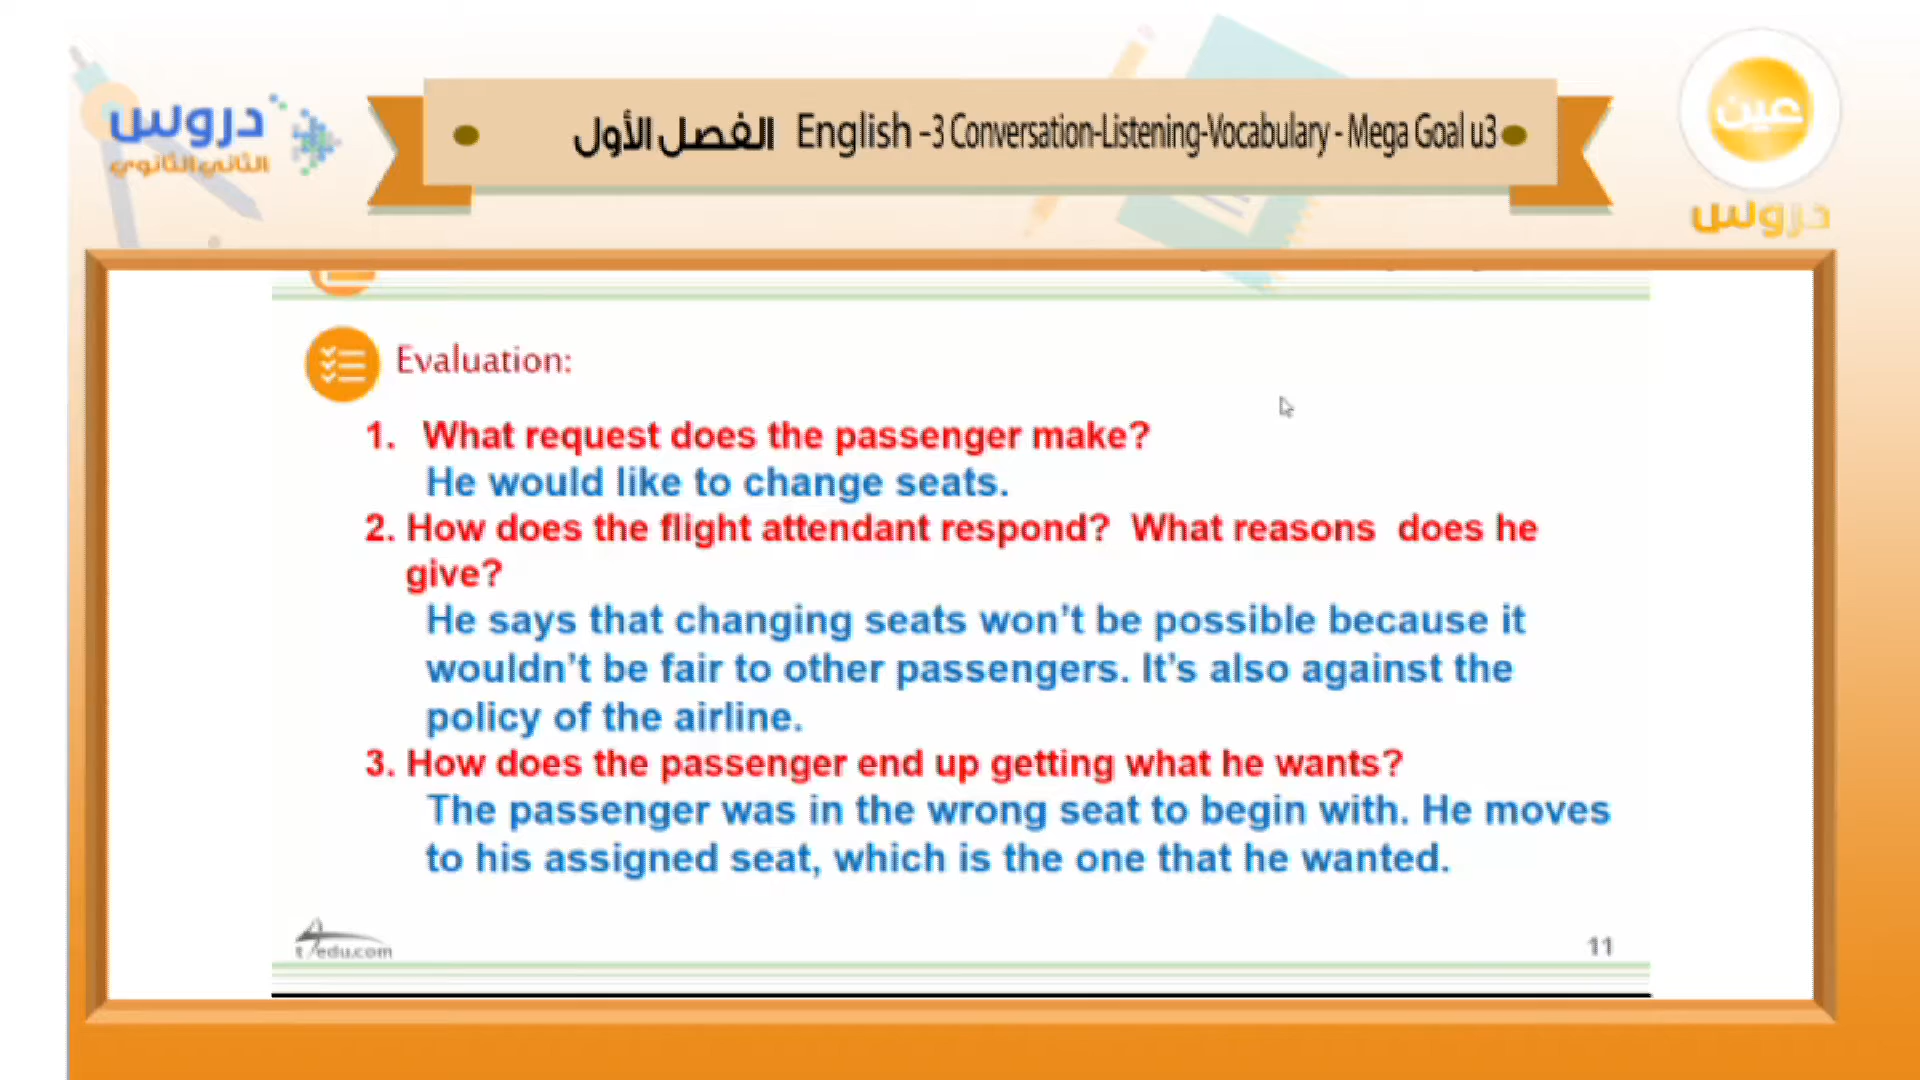 دروس
الثاني الثانوي
الفصل الأول English -3 Conversation-Listening-Vocabulary - Mega Goal u3
عين
دروس
Evaluation:
1. What request does the passenger make?
He would like to change seats.
2. How does the flight attendant respond? What reasons does he
give?
He says that changing seats won't be possible because it
wouldn't be fair to other passengers. It's also against the
policy of the airline.
3. How does the passenger end up getting what he wants?
The passenger was in the wrong seat to begin with. He moves
to his assigned seat, which is the one that he wanted.
t4edu.com
11